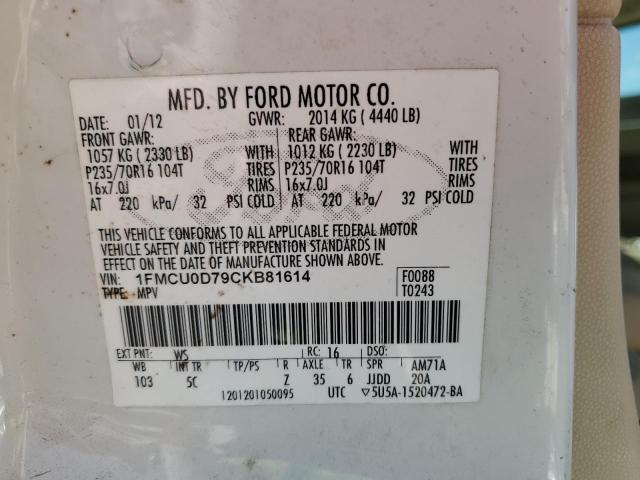 MFD. BY FORD MOTOR CO.
DATE: 01/12 GVWR: 2014 KG ( 4440 LB)
FRONT GAWR: REAR GAWR:
1057 KG ( 2330 LB) WITH 1012 KG ( 2230 LB) WITH
P235/70R16 104T TIRES P235/70R16 104T TIRES
16x7.0J RIMS 16x7.0J RIMS
AT 220 kPa/ 32 PSI COLD AT 220 kPa/ 32 PSI COLD
Ford
THIS VEHICLE CONFORMS TO ALL APPLICABLE FEDERAL MOTOR
VEHICLE SAFETY AND THEFT PREVENTION STANDARDS IN
EFFECT ON THE DATE OF MANUFACTURE SHOWN ABOVE.
VIN: 1FMCU0D79CKB81614 F0088
TYPE: MPV T0243
EXT PNT: WS RC: 16 DSO:
WB INT TR TP/PS R AXLE TR SPR AM71A
103 5C Z 35 6 JJDD 20A
1201201050095 UTC 5U5A-1520472-BA